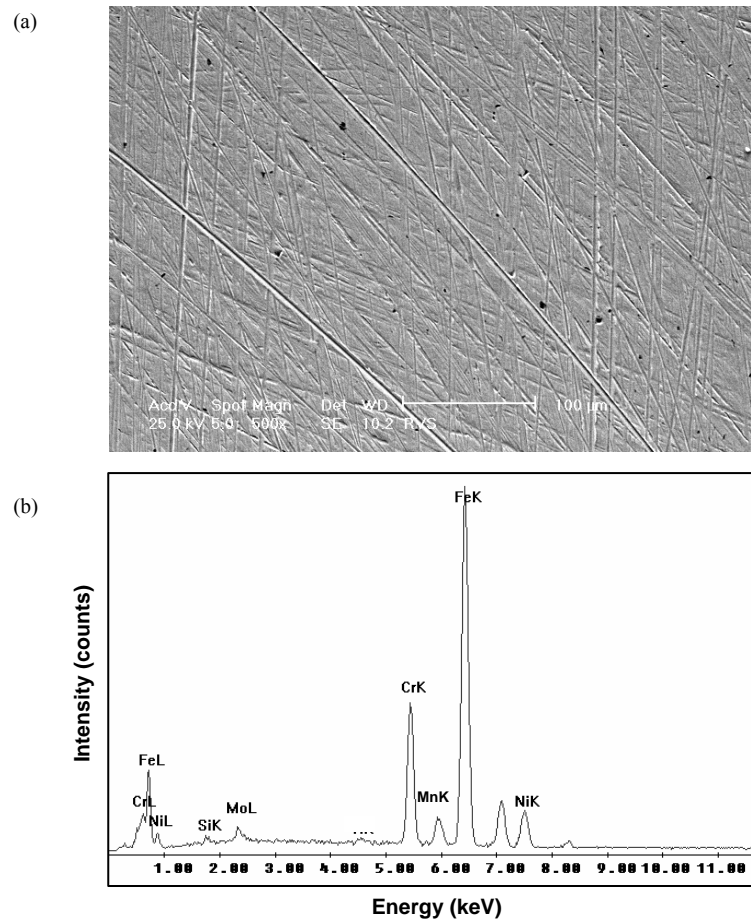 (a)
AccV Spot Magn Det WD 100 µm
25.0 kV 5.0 500x SE 10.2 RVS
(b)
FeK
CrK
FeL
MnK
NiK
CrL
MoL
NiL
SiK
1.00 2.00 3.00 4.00 5.00 6.00 7.00 8.00 9.00 10.00 11.00
Intensity (counts)
Energy (keV)